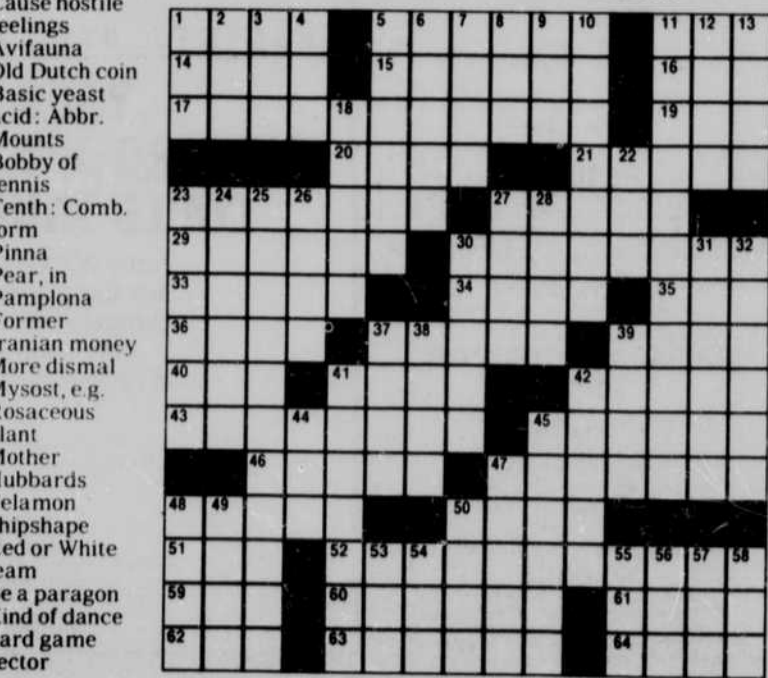 Cause hostile
eelings
Avifauna
Old Dutch coin
Basic yeast
cid: Abbr.
Mounts
Bobby of
ennis
Tenth: Comb.
orm
Pinna
Pear, in
Pamplona
Former
ranian money
More dismal
Mysost, e.g.
Rosaceous
lant
Mother
Hubbards
elamon
hipshape
Red or White
eam
e a paragon
Kind of dance
ard game
ector
1 2 3 4 5 6 7 8 9 10 11 12 13
14 15 16
17 18 19
20 21 22
23 24 25 26 27 28
29 30 31 32
33 34 35
36 37 38 39
40 41 42
43 44 45
46 47
48 49 50
51 52 53 54 55 56 57 58
59 60 61
62 63 64